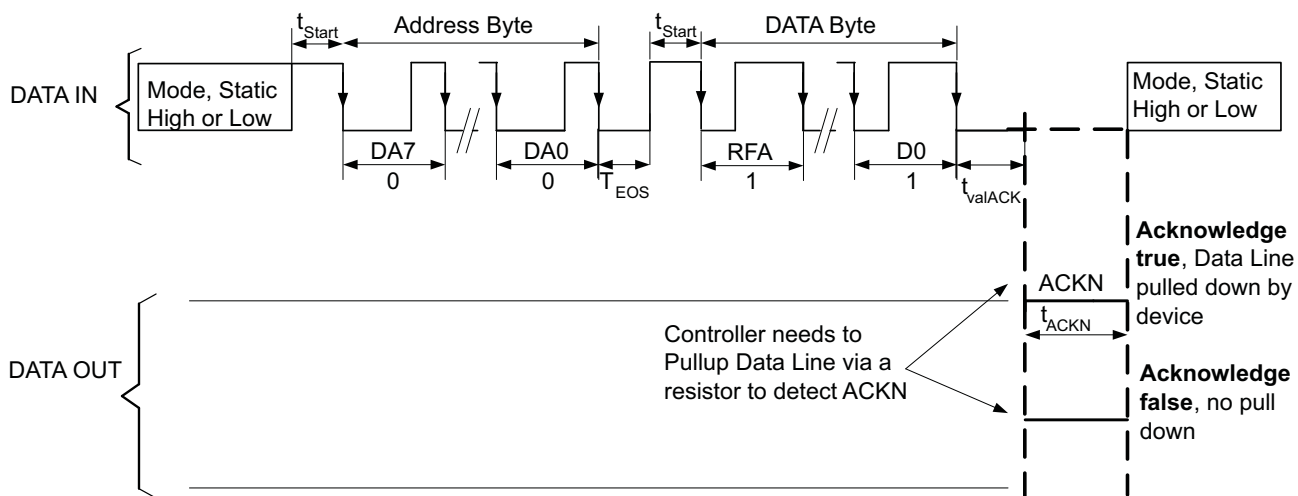 tStart Address Byte tStart DATA Byte
DATA IN
Mode, Static
High or Low
Mode, Static
High or Low
DA7
0
DA0
0
TEOS
RFA
1
D0
1
tvalACK
Acknowledge
true, Data Line
pulled down by
device
ACKN
tACKN
Controller needs to
Pullup Data Line via a
resistor to detect ACKN
DATA OUT
Acknowledge
false, no pull
down